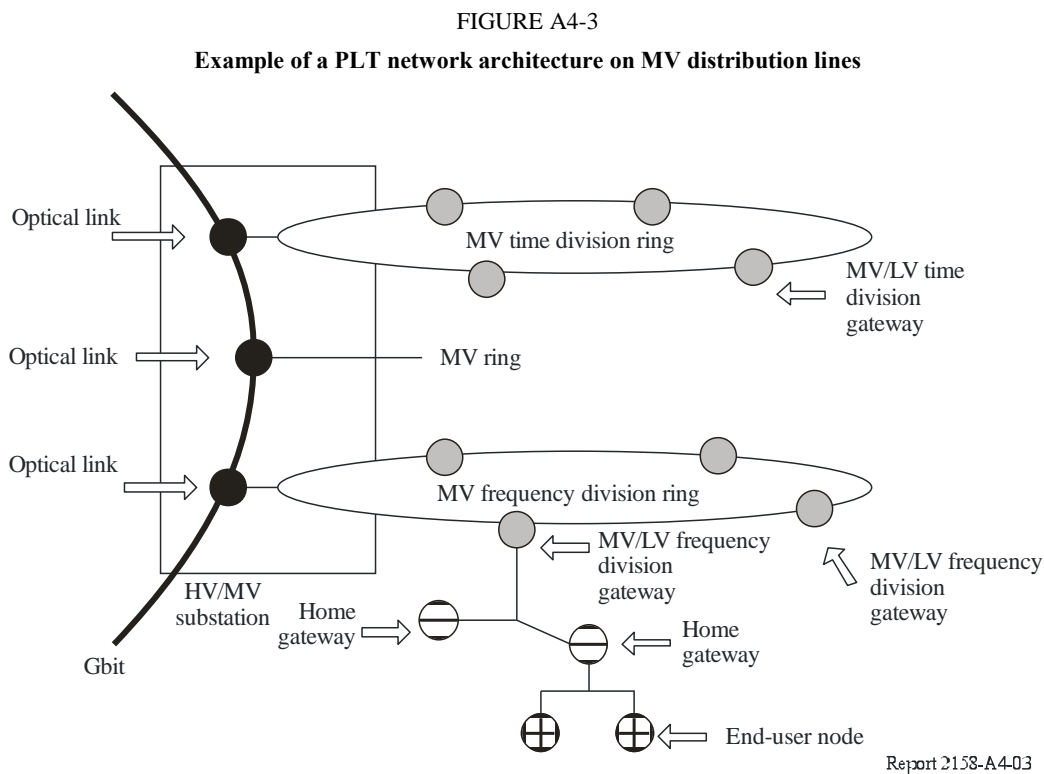 FIGURE A4-3
Example of a PLT network architecture on MV distribution lines
Optical link
MV time division ring
MV/LV time
division
gateway
Optical link
MV ring
Optical link
MV frequency division ring
MV/LV frequency
division
gateway
MV/LV frequency
division
gateway
HV/MV
substation
Home
gateway
Home
gateway
Gbit
End-user node
Report 2158-A4-03